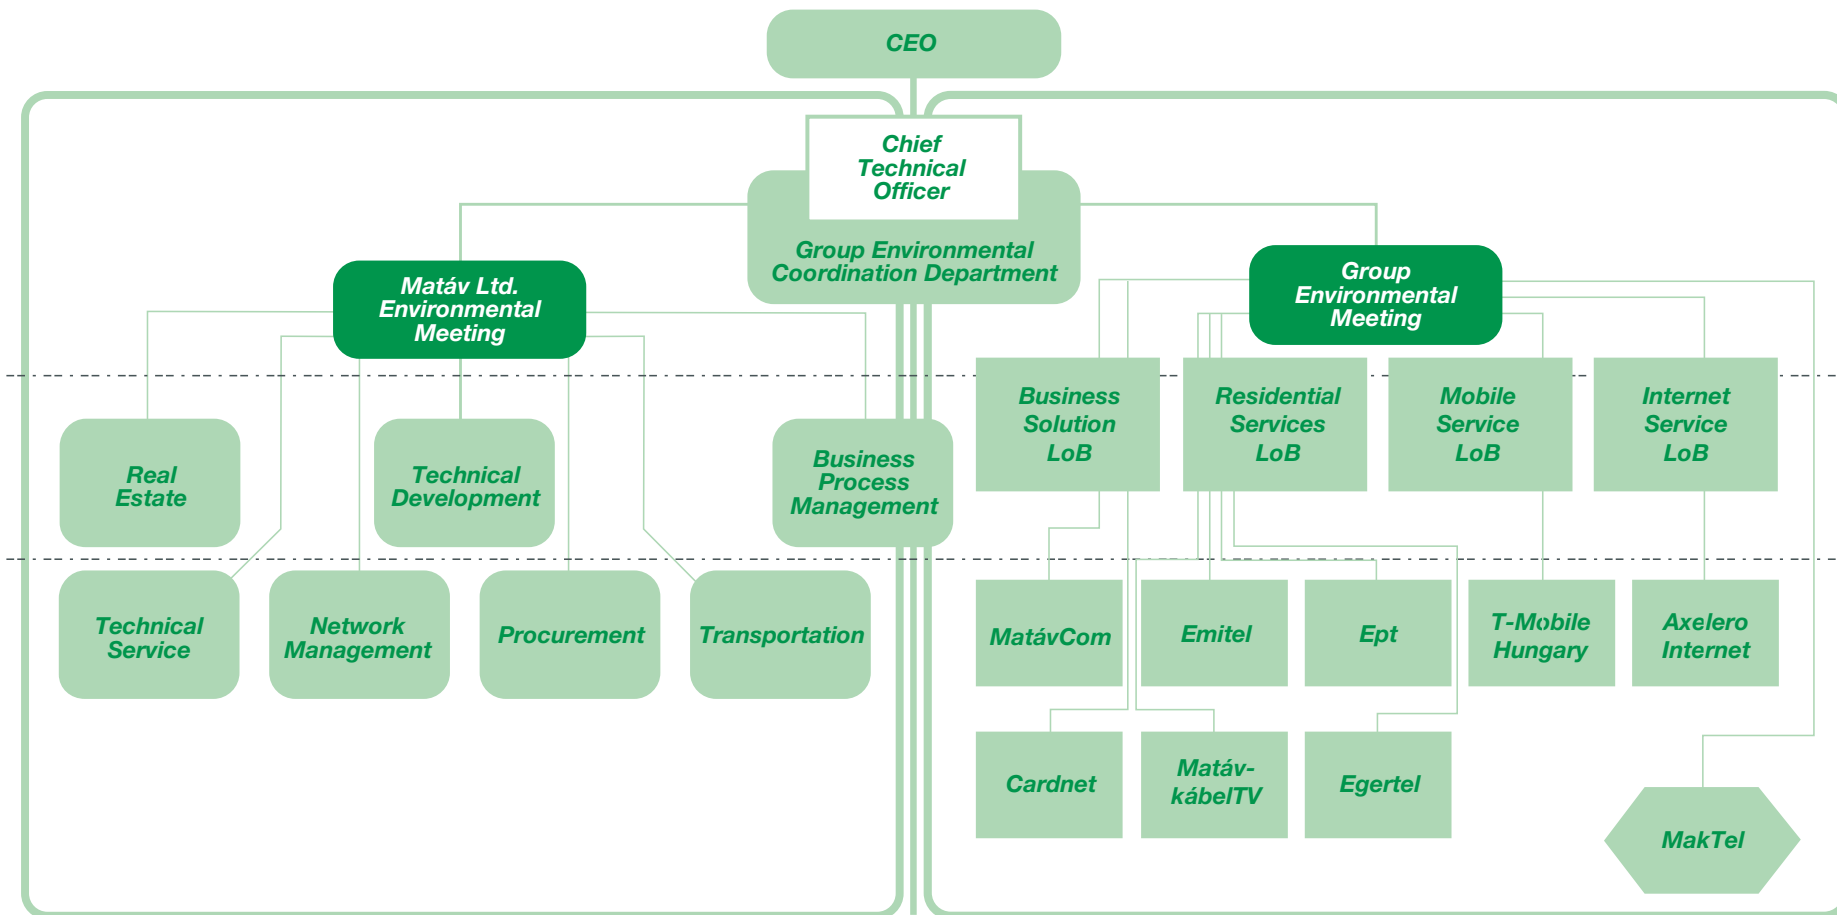 CEO
Chief
Technical
Officer
Group Environmental
Coordination Department
Matáv Ltd.
Environmental
Meeting
Group
Environmental
Meeting
Business
Solution
LoB
Residential
Services
LoB
Mobile
Service
LoB
Internet
Service
LoB
Real
Estate
Technical
Development
Business
Process
Management
Technical
Service
Network
Management
Procurement
Transportation
MatávCom
Emitel
Ept
T-Mobile
Hungary
Axelero
Internet
Cardnet
Matáv-
kábelTV
Egertel
MakTel